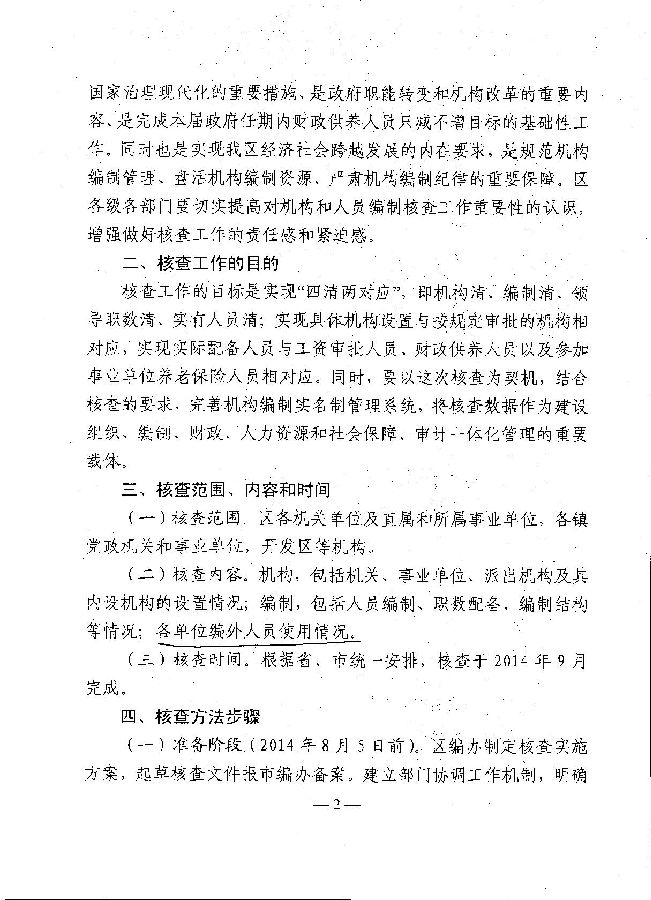 国家治理现代化的重要措施、是政府职能转变和机构改革的重要内
容、是完成本届政府任期内财政供养人员只减不增目标的基础性工
作。同时也是实现我区经济社会跨越发展的内在要求，是规范机构
编制管理、盘活机构编制资源、严肃机构编制纪律的重要保障。区
各级各部门要切实提高对机构和人员编制核查工作重要性的认识，
增强做好核查工作的责任感和紧迫感。
二、核查工作的目的
核查工作的目标是实现“四清两对应”，即机构清、编制清、领
导职数清、实有人员清；实现具体机构设置与按规定审批的机构相
对应，实现实际配备人员与工资审批人员、财政供养人员以及参加
事业单位养老保险人员相对应。同时，要以这次核查为契机，结合
核查的要求，完善机构编制实名制管理系统，将核查数据作为建设
组织、编制、财政、人力资源和社会保障、审计一体化管理的重要
载体。
三、核查范围、内容和时间
（一）核查范围。区各机关单位及直属和所属事业单位，各镇
党政机关和事业单位，开发区等机构。
（二）核查内容。机构，包括机关、事业单位、派出机构及其
内设机构的设置情况；编制，包括人员编制、职数配备、编制结构
等情况；各单位编外人员使用情况。
（三）核查时间。根据省、市统一安排，核查于2014年9月
完成。
四、核查方法步骤
（一）准备阶段（2014年8月5日前）。区编办制定核查实施
方案，起草核查文件报市编办备案。建立部门协调工作机制，明确
—2—